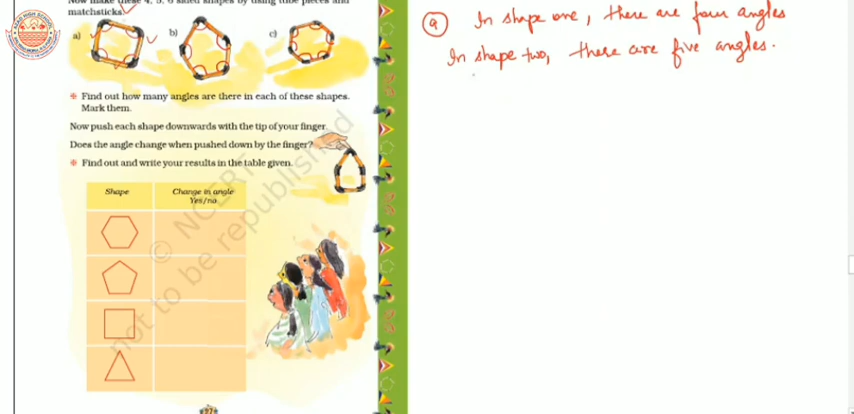 Now make these 4, 5, 6 sided shapes by using tube pieces and
matchsticks.
a)
b)
c)
Find out how many angles are there in each of these shapes.
Mark them.
Now push each shape downwards with the tip of your finger.
Does the angle change when pushed down by the finger?
Find out and write your results in the table given.
Shape
Change in angle
Yes/no
© NCERT
not to be republished
27
a In shape one, there are four angles
In shape two, there are five angles.